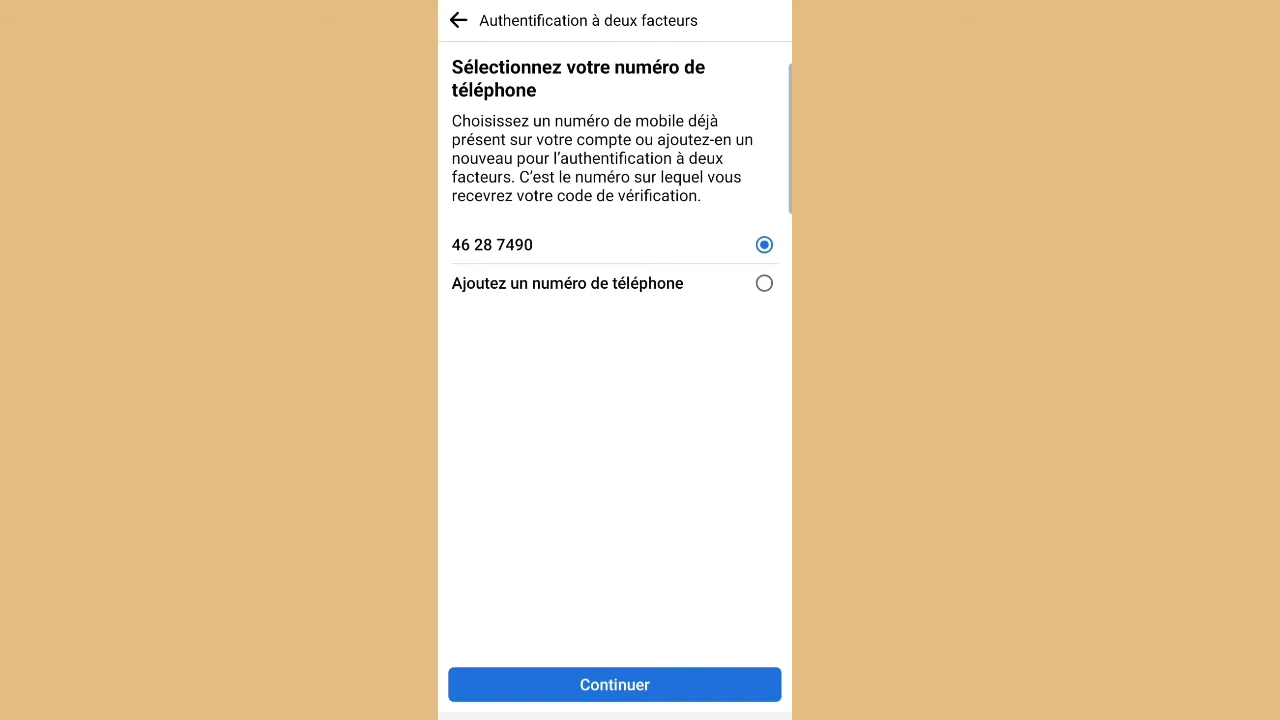 Authentification à deux facteurs
Sélectionnez votre numéro de
téléphone
Choisissez un numéro de mobile déjà
présent sur votre compte ou ajoutez-en un
nouveau pour l’authentification à deux
facteurs. C’est le numéro sur lequel vous
recevrez votre code de vérification.
46 28 7490
Ajoutez un numéro de téléphone
Continuer